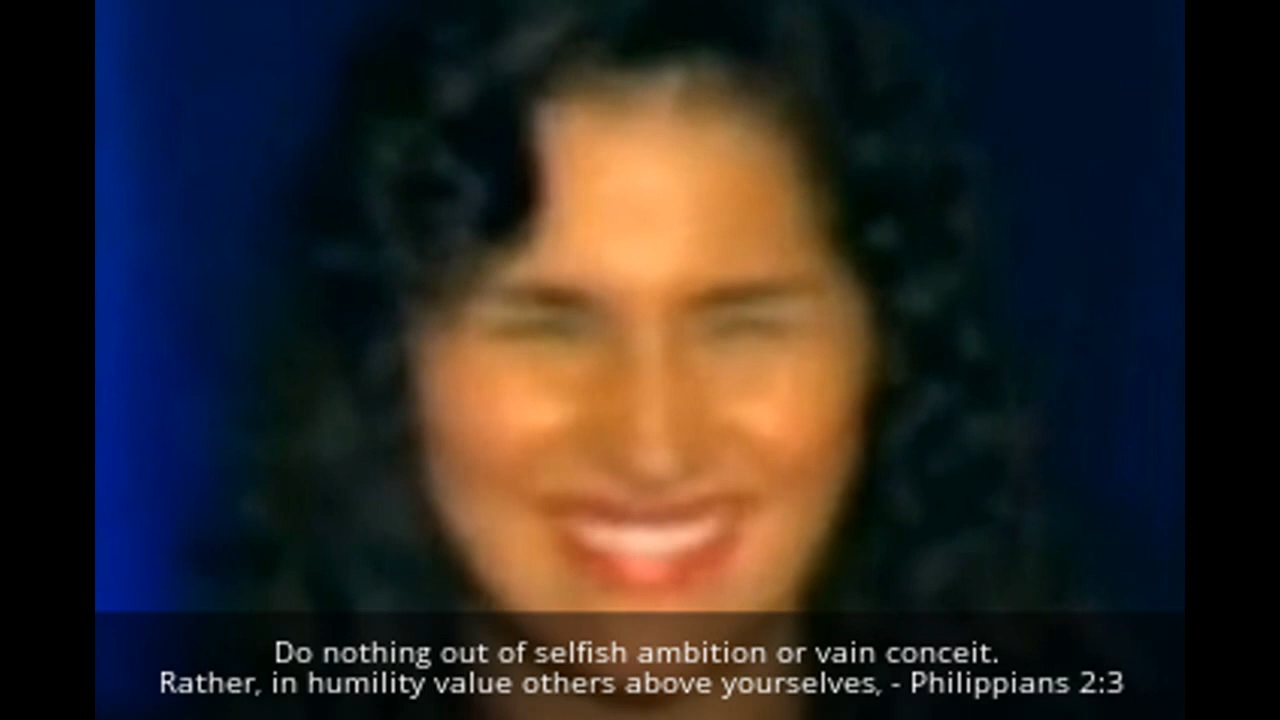 Do nothing out of selfish ambition or vain conceit.
Rather, in humility value others above yourselves, - Philippians 2:3